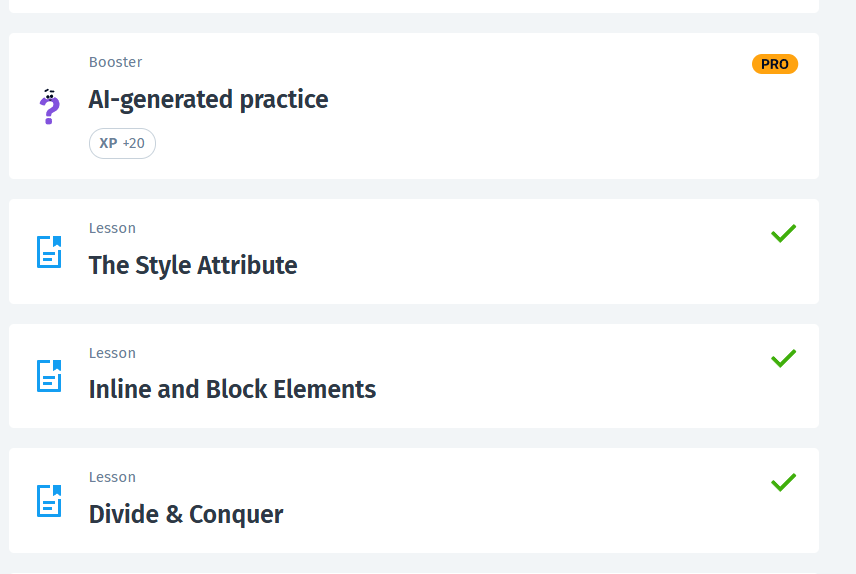 Booster
PRO
AI-generated practice
XP +20
Lesson
The Style Attribute
Lesson
Inline and Block Elements
Lesson
Divide & Conquer